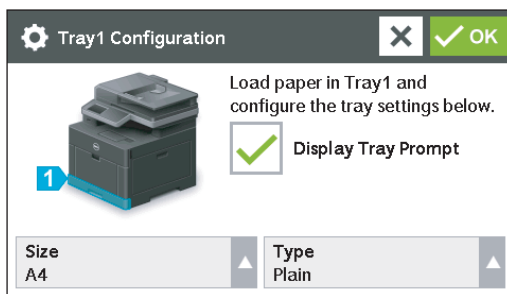 Tray1 Configuration
OK
Load paper in Tray1 and
configure the tray settings below.
Display Tray Prompt
1
Size
A4
Type
Plain